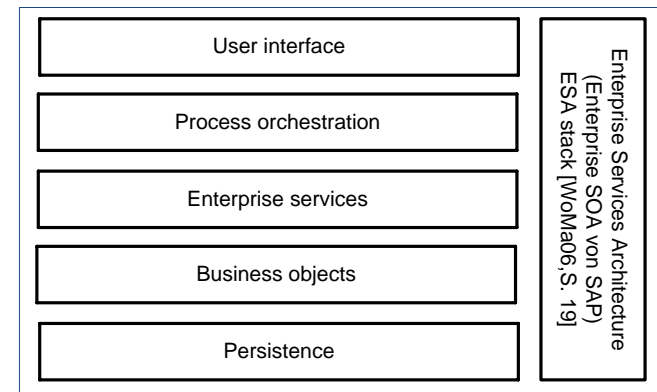 User interface
Process orchestration
Enterprise services
Business objects
Persistence
Enterprise Services Architecture
(Enterprise SOA von SAP)
ESA stack [WoMa06,S. 19]